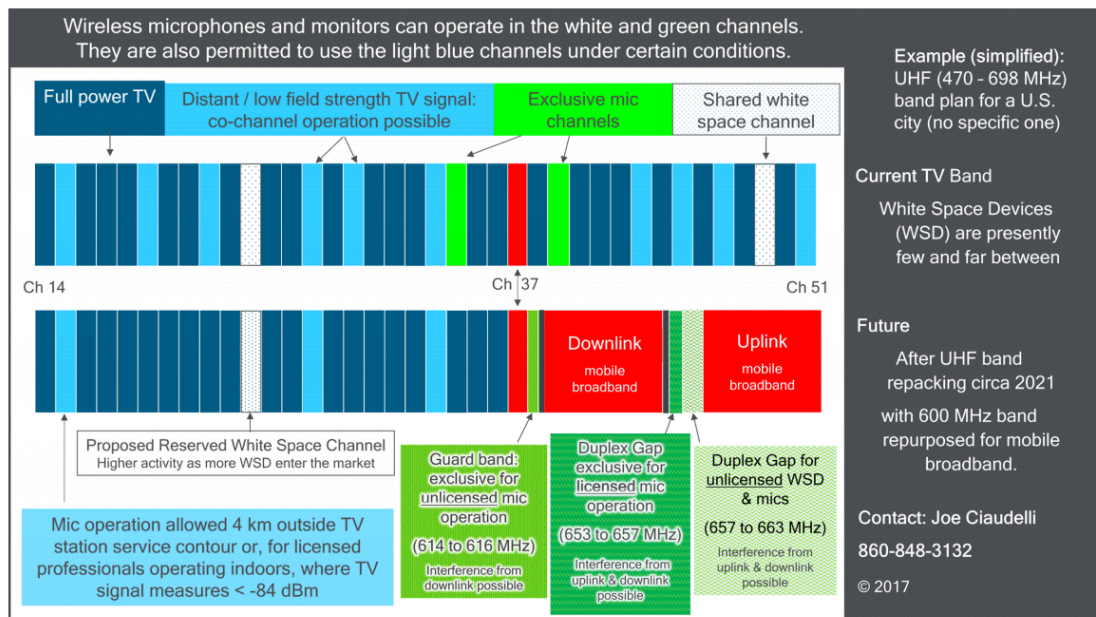 Wireless microphones and monitors can operate in the white and green channels.
They are also permitted to use the light blue channels under certain conditions.
Full power TV
Distant / low field strength TV signal:
co-channel operation possible
Exclusive mic
channels
Shared white
space channel
Ch 14
Ch 37
Ch 51
Downlink
mobile
broadband
Uplink
mobile
broadband
Proposed Reserved White Space Channel
Higher activity as more WSD enter the market
Mic operation allowed 4 km outside TV
station service contour or, for licensed
professionals operating indoors, where TV
signal measures < -84 dBm
Guard band:
exclusive for
unlicensed mic
operation
(614 to 616 MHz)
Interference from
downlink possible
Duplex Gap
exclusive for
licensed mic
operation
(653 to 657 MHz)
Interference from
uplink & downlink
possible
Duplex Gap for
unlicensed WSD
& mics
(657 to 663 MHz)
Interference from
uplink & downlink
possible
Example (simplified):
UHF (470 - 698 MHz)
band plan for a U.S.
city (no specific one)
Current TV Band
White Space Devices
(WSD) are presently
few and far between
Future
After UHF band
repacking circa 2021
with 600 MHz band
repurposed for mobile
broadband.
Contact: Joe Ciaudelli
860-848-3132
© 2017